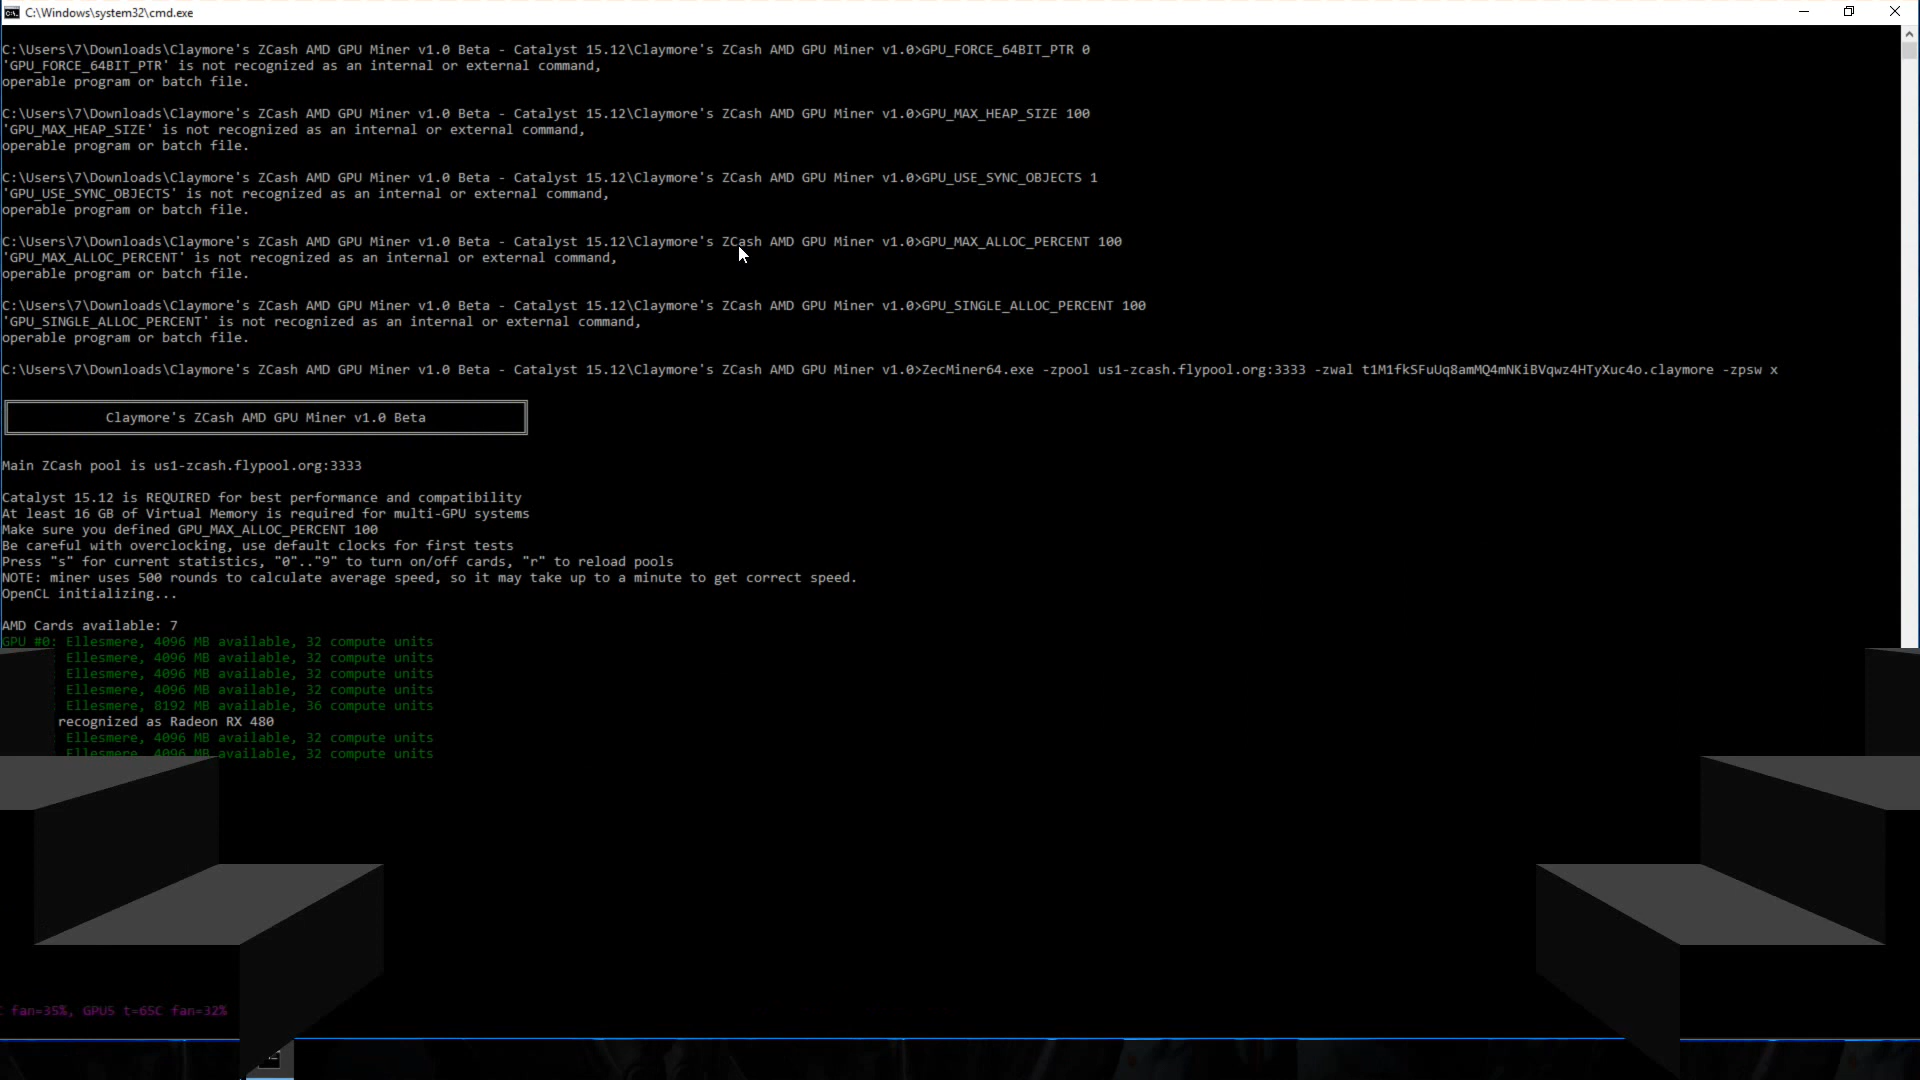 C:\Windows\system32\cmd.exe
C:\Users\7\Downloads\Claymore's ZCash AMD GPU Miner v1.0 Beta - Catalyst 15.12\Claymore's ZCash AMD GPU Miner v1.0>GPU_FORCE_64BIT_PTR 0
'GPU_FORCE_64BIT_PTR' is not recognized as an internal or external command,
operable program or batch file.
C:\Users\7\Downloads\Claymore's ZCash AMD GPU Miner v1.0 Beta - Catalyst 15.12\Claymore's ZCash AMD GPU Miner v1.0>GPU_MAX_HEAP_SIZE 100
'GPU_MAX_HEAP_SIZE' is not recognized as an internal or external command,
operable program or batch file.
C:\Users\7\Downloads\Claymore's ZCash AMD GPU Miner v1.0 Beta - Catalyst 15.12\Claymore's ZCash AMD GPU Miner v1.0>GPU_USE_SYNC_OBJECTS 1
'GPU_USE_SYNC_OBJECTS' is not recognized as an internal or external command,
operable program or batch file.
C:\Users\7\Downloads\Claymore's ZCash AMD GPU Miner v1.0 Beta - Catalyst 15.12\Claymore's ZCash AMD GPU Miner v1.0>GPU_MAX_ALLOC_PERCENT 100
'GPU_MAX_ALLOC_PERCENT' is not recognized as an internal or external command,
operable program or batch file.
C:\Users\7\Downloads\Claymore's ZCash AMD GPU Miner v1.0 Beta - Catalyst 15.12\Claymore's ZCash AMD GPU Miner v1.0>GPU_SINGLE_ALLOC_PERCENT 100
'GPU_SINGLE_ALLOC_PERCENT' is not recognized as an internal or external command,
operable program or batch file.
C:\Users\7\Downloads\Claymore's ZCash AMD GPU Miner v1.0 Beta - Catalyst 15.12\Claymore's ZCash AMD GPU Miner v1.0>ZecMiner64.exe -zpool us1-zcash.flypool.org:3333 -zwal t1M1fkSFuUq8amMQ4mNKiBVqwz4HTyXuc4o.claymore -zpsw x
Claymore's ZCash AMD GPU Miner v1.0 Beta
Main ZCash pool is us1-zcash.flypool.org:3333
Catalyst 15.12 is REQUIRED for best performance and compatibility
At least 16 GB of Virtual Memory is required for multi-GPU systems
Make sure you defined GPU_MAX_ALLOC_PERCENT 100
Be careful with overclocking, use default clocks for first tests
Press "s" for current statistics, "0".."9" to turn on/off cards, "r" to reload pools
NOTE: miner uses 500 rounds to calculate average speed, so it may take up to a minute to get correct speed.
OpenCL initializing...
AMD Cards available: 7
GPU #0: Ellesmere, 4096 MB available, 32 compute units
Ellesmere, 4096 MB available, 32 compute units
Ellesmere, 4096 MB available, 32 compute units
Ellesmere, 4096 MB available, 32 compute units
Ellesmere, 8192 MB available, 36 compute units
recognized as Radeon RX 480
Ellesmere, 4096 MB available, 32 compute units
Ellesmere, 4096 MB available, 32 compute units
C fan=35%, GPU5 t=65C fan=32%